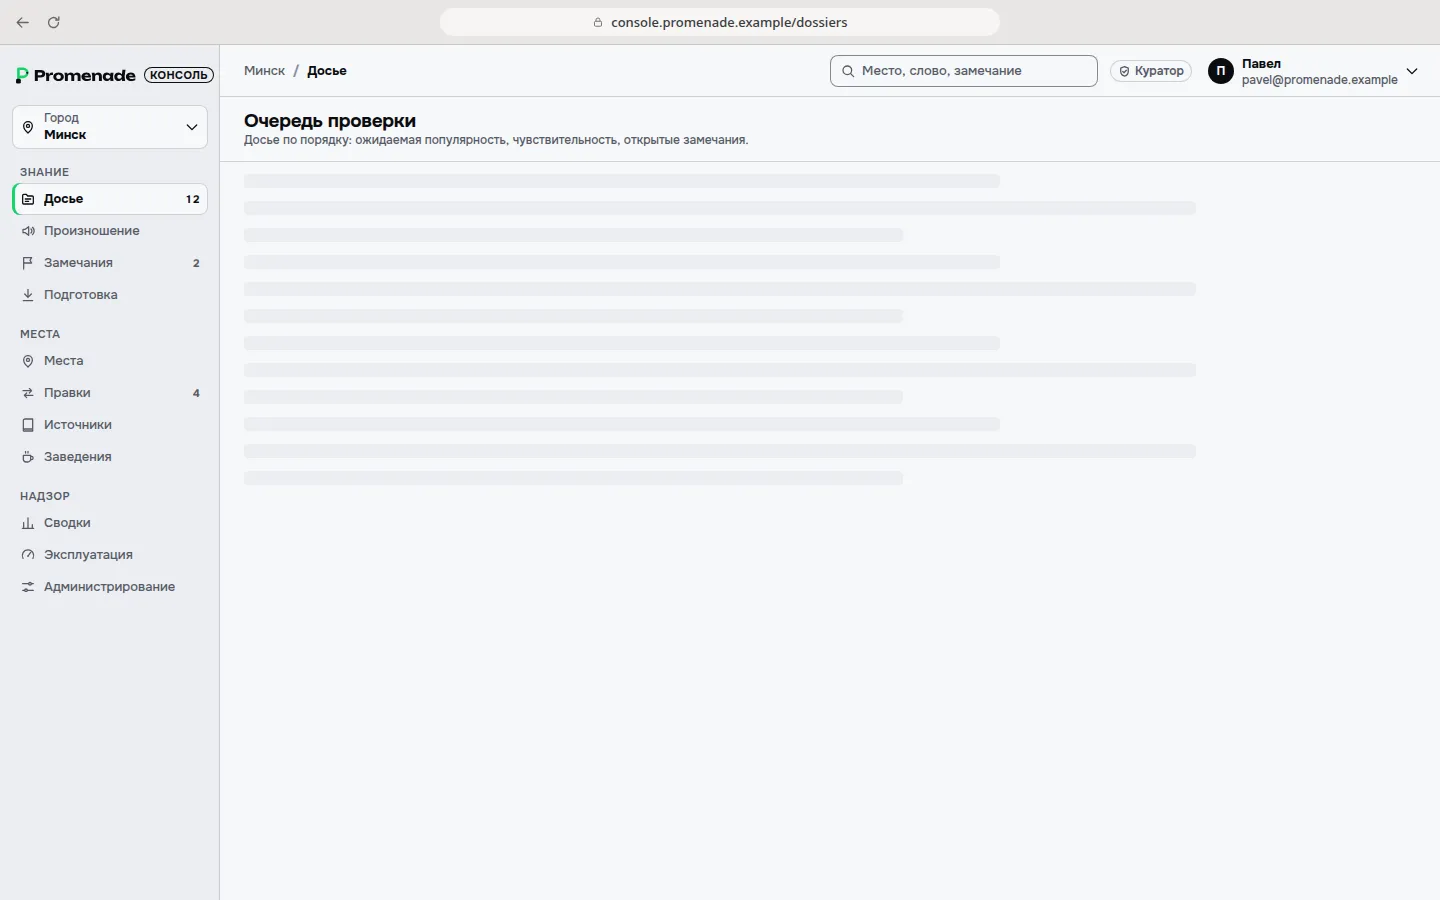 console.promenade.example/dossiers
Promenade КОНСОЛЬ
Минск / Досье
Место, слово, замечание
Куратор
П
Павел
pavel@promenade.example
Город
Минск
Очередь проверки
Досье по порядку: ожидаемая популярность, чувствительность, открытые замечания.
ЗНАНИЕ
Досье 12
Произношение
Замечания 2
Подготовка
МЕСТА
Места
Правки 4
Источники
Заведения
НАДЗОР
Сводки
Эксплуатация
Администрирование